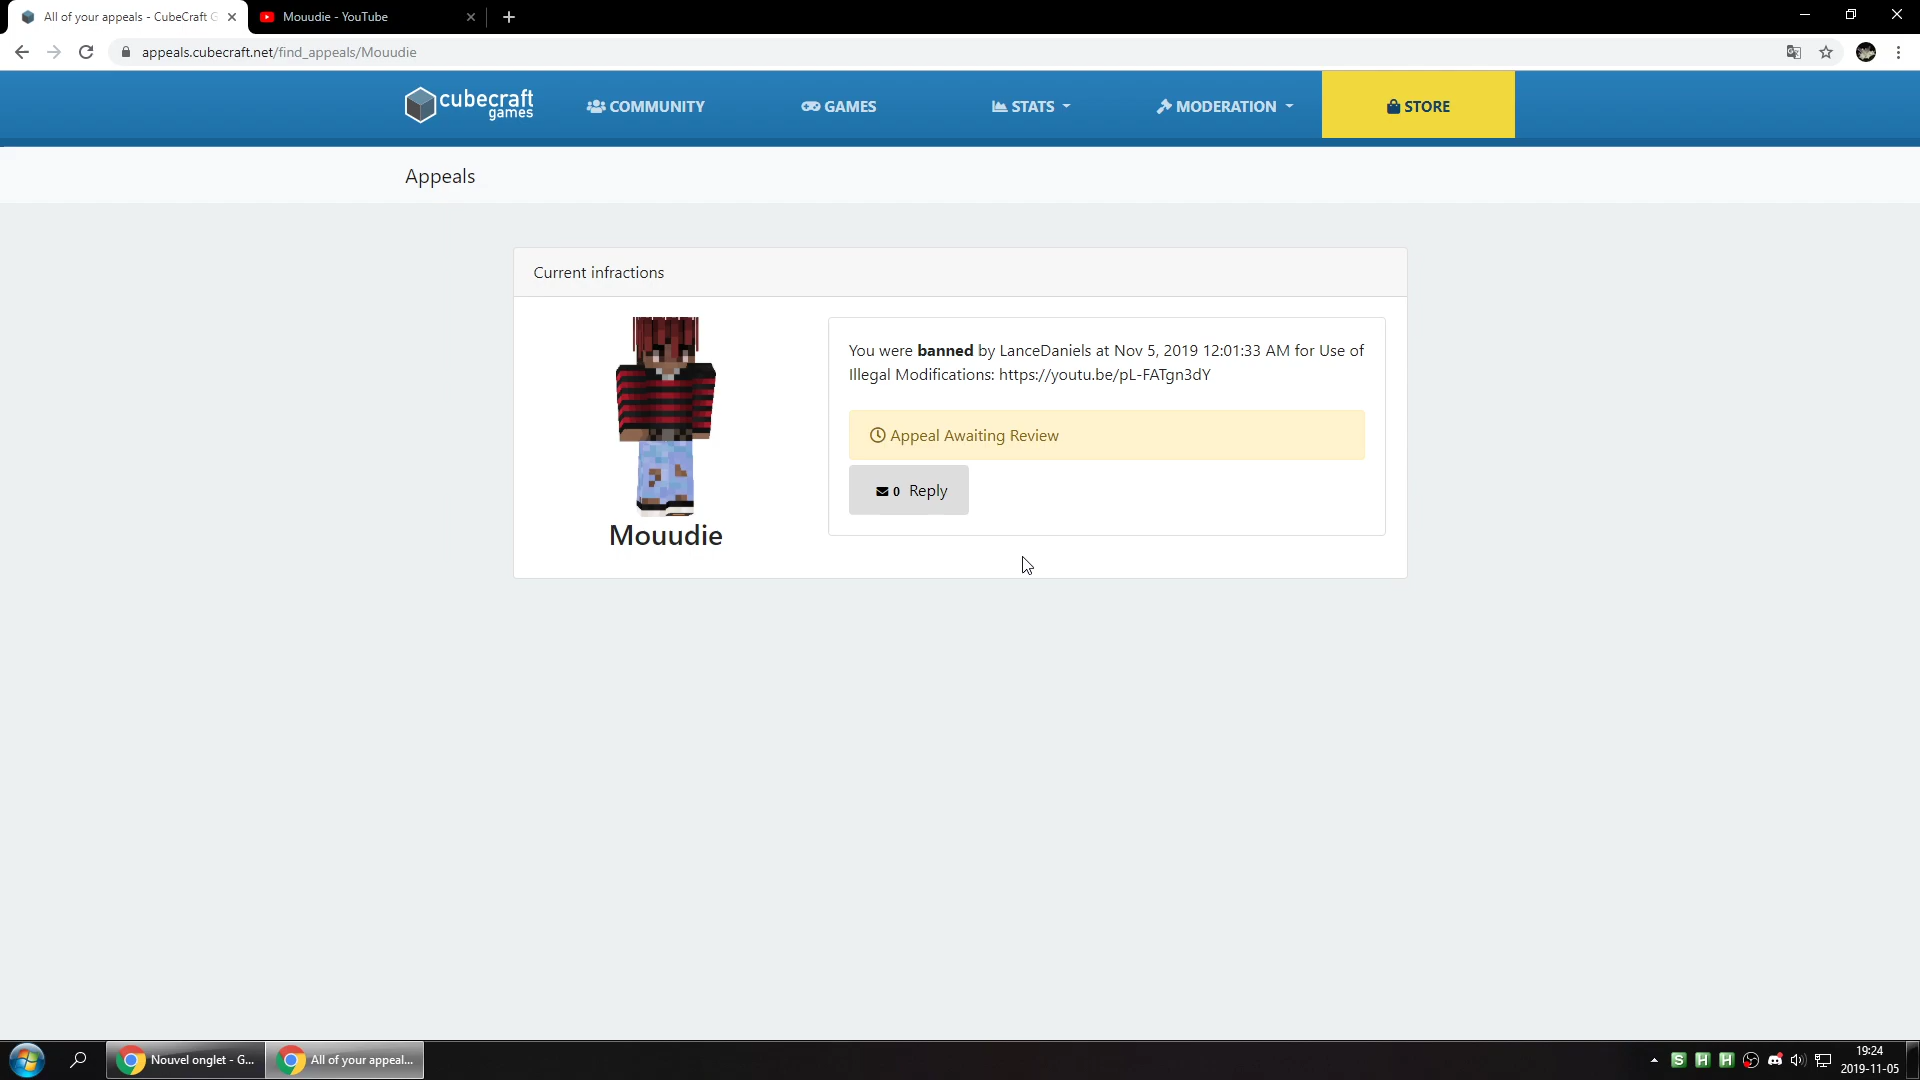 All of your appeals - CubeCraft G
Mouudie - YouTube
appeals.cubecraft.net/find_appeals/Mouudie
cubecraft
games
COMMUNITY
GAMES
STATS
MODERATION
STORE
Appeals
Current infractions
You were banned by LanceDaniels at Nov 5, 2019 12:01:33 AM for Use of
Illegal Modifications: https://youtu.be/pL-FATgn3dY
Appeal Awaiting Review
0 Reply
Mouudie
Nouvel onglet - G...
All of your appeal...
S
H
H
19:24
2019-11-05